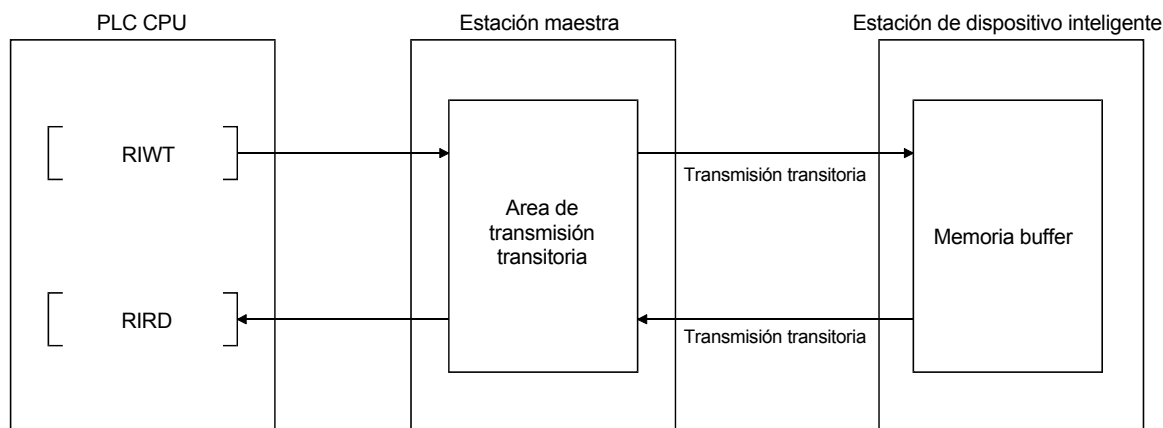 PLC CPU
Estación maestra
Estación de dispositivo inteligente
RIWT
Transmisión transitoria
Area de
transmisión
transitoria
Memoria buffer
RIRD
Transmisión transitoria